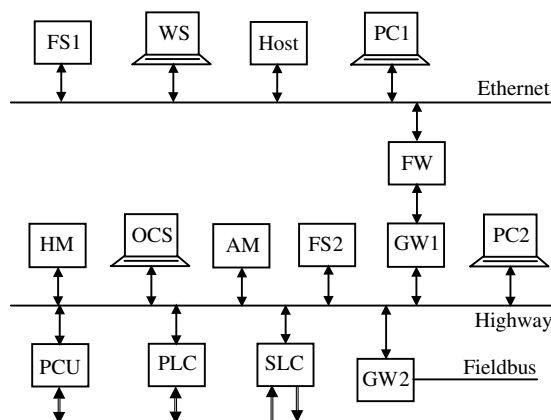 FS1
WS
Host
PC1
Ethernet
FW
HM
OCS
AM
FS2
GW1
PC2
Highway
PCU
PLC
SLC
GW2
Fieldbus